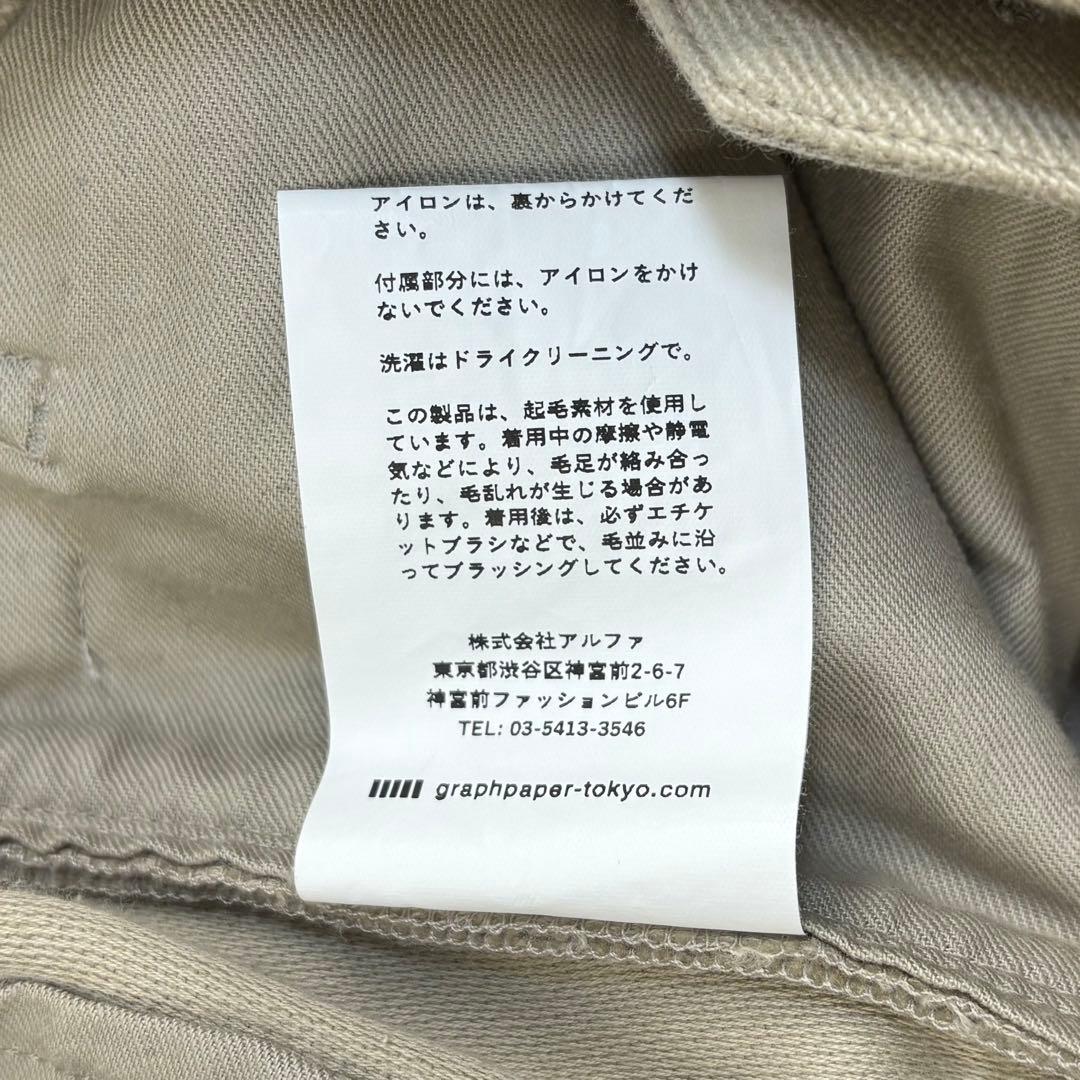 アイロンは、裏からかけてくだ
さい。
付属部分には、アイロンをかけ
ないでください。
洗濯はドライクリーニングで。
この製品は、起毛素材を使用し
ています。着用中の摩擦や静電
気などにより、毛足が絡み合っ
たり、毛乱れが生じる場合があ
ります。着用後は、必ずエチケ
ットブラシなどで、毛並みに沿
ってブラッシングしてください。
株式会社アルファ
東京都渋谷区神宮前2-6-7
神宮前ファッションビル6F
TEL: 03-5413-3546
graphpaper-tokyo.com